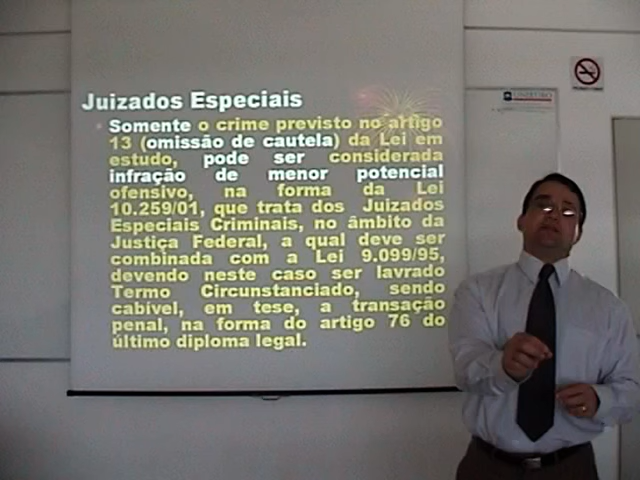 Juizados Especiais
Somente o crime previsto no artigo
13 (omissão de cautela) da Lei em
estudo, pode ser considerada
infração de menor potencial
ofensivo, na forma da Lei
10.259/01, que trata dos Juizados
Especiais Criminais, no âmbito da
Justiça Federal, a qual deve ser
combinada com a Lei 9.099/95,
devendo neste caso ser lavrado
Termo Circunstanciado, sendo
cabível, em tese, a transação
penal, na forma do artigo 76 do
último diploma legal.